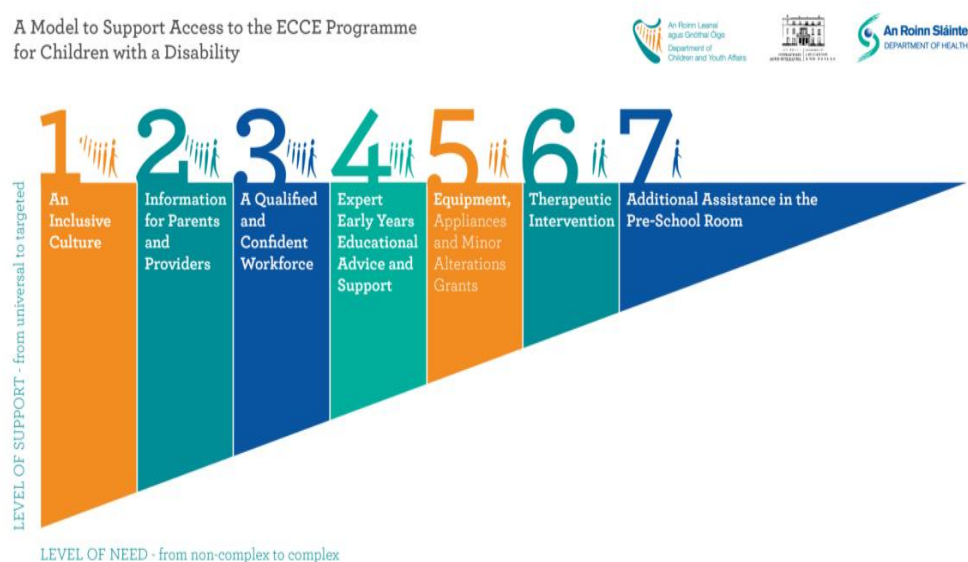 A Model to Support Access to the ECCE Programme
for Children with a Disability
An Roinn Leanaí
agus Gnóthaí Óige
Department of
Children and Youth Affairs
An Roinn Sláinte
DEPARTMENT OF HEALTH
1
2
3
4
5
6
7
An
Inclusive
Culture
Information
for Parents
and
Providers
A Qualified
and
Confident
Workforce
Expert
Early Years
Educational
Advice and
Support
Equipment,
Appliances
and Minor
Alterations
Grants
Therapeutic
Intervention
Additional Assistance in the
Pre-School Room
LEVEL OF SUPPORT - from universal to targeted
LEVEL OF NEED - from non-complex to complex